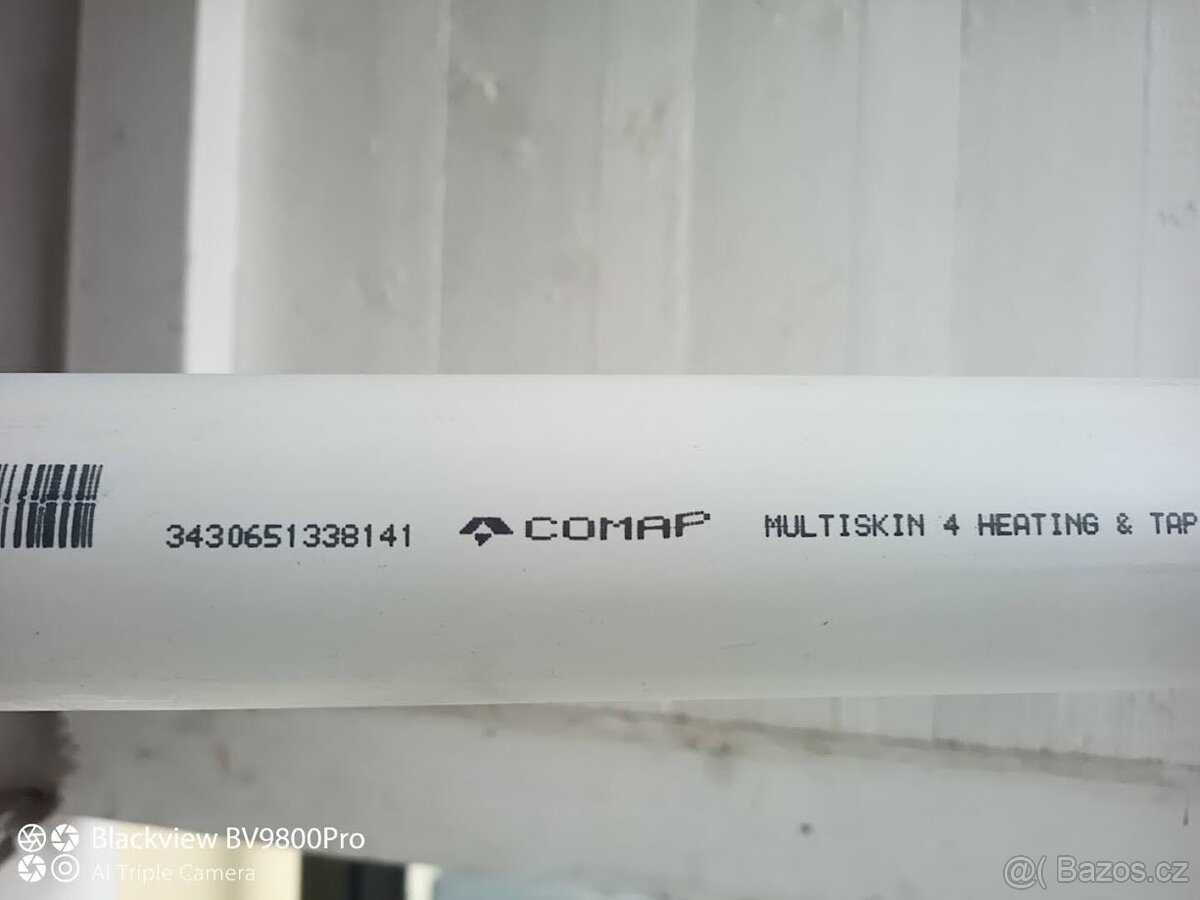 3430651338141 COMAP MULTISKIN 4 HEATING & TAP
Blackview BV9800Pro
AI Triple Camera
@( Bazos.cz